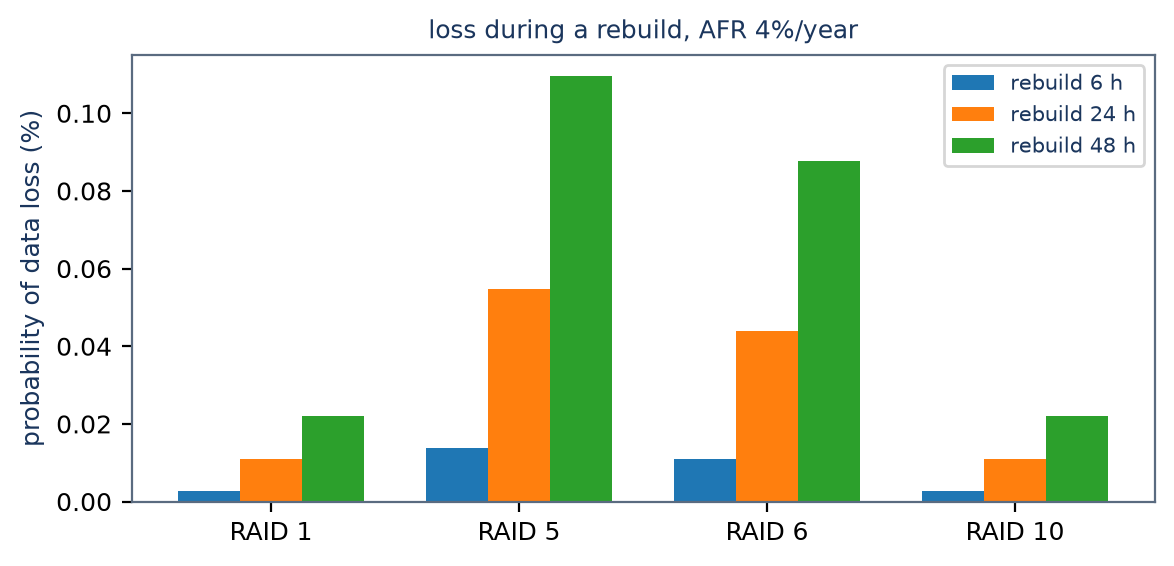 loss during a rebuild, AFR 4%/year
probability of data loss (%)
0.10
0.08
0.06
0.04
0.02
0.00
rebuild 6 h
rebuild 24 h
rebuild 48 h
RAID 1
RAID 5
RAID 6
RAID 10